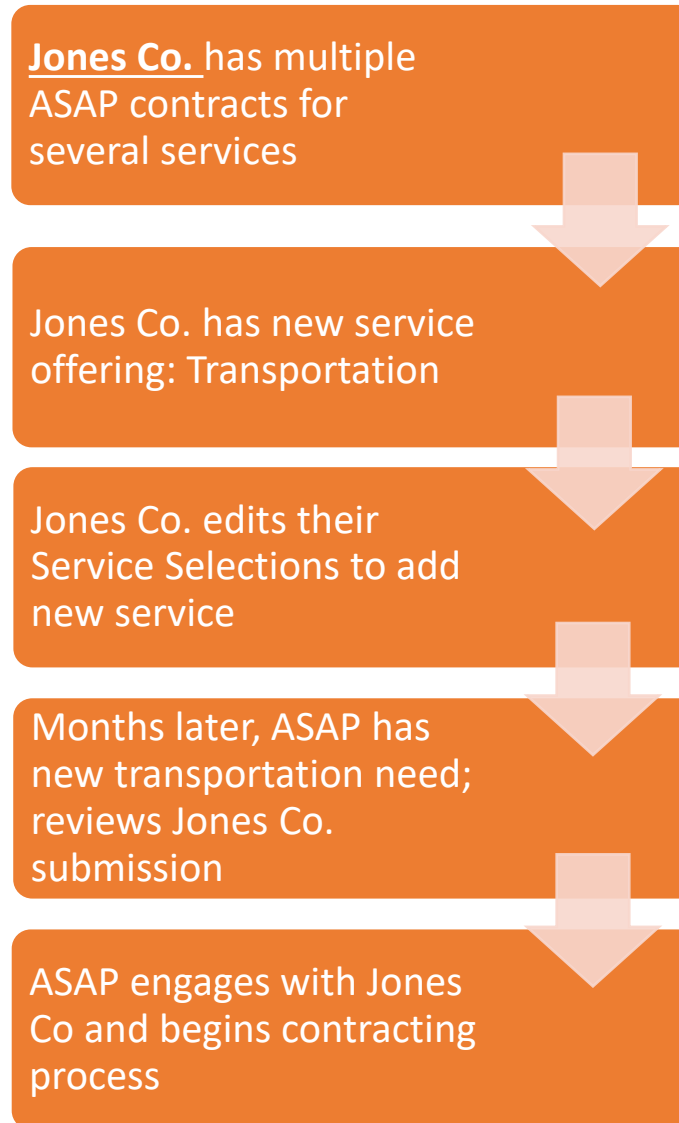 Jones Co. has multiple
ASAP contracts for
several services
Jones Co. has new service
offering: Transportation
Jones Co. edits their
Service Selections to add
new service
Months later, ASAP has
new transportation need;
reviews Jones Co.
submission
ASAP engages with Jones
Co and begins contracting
process